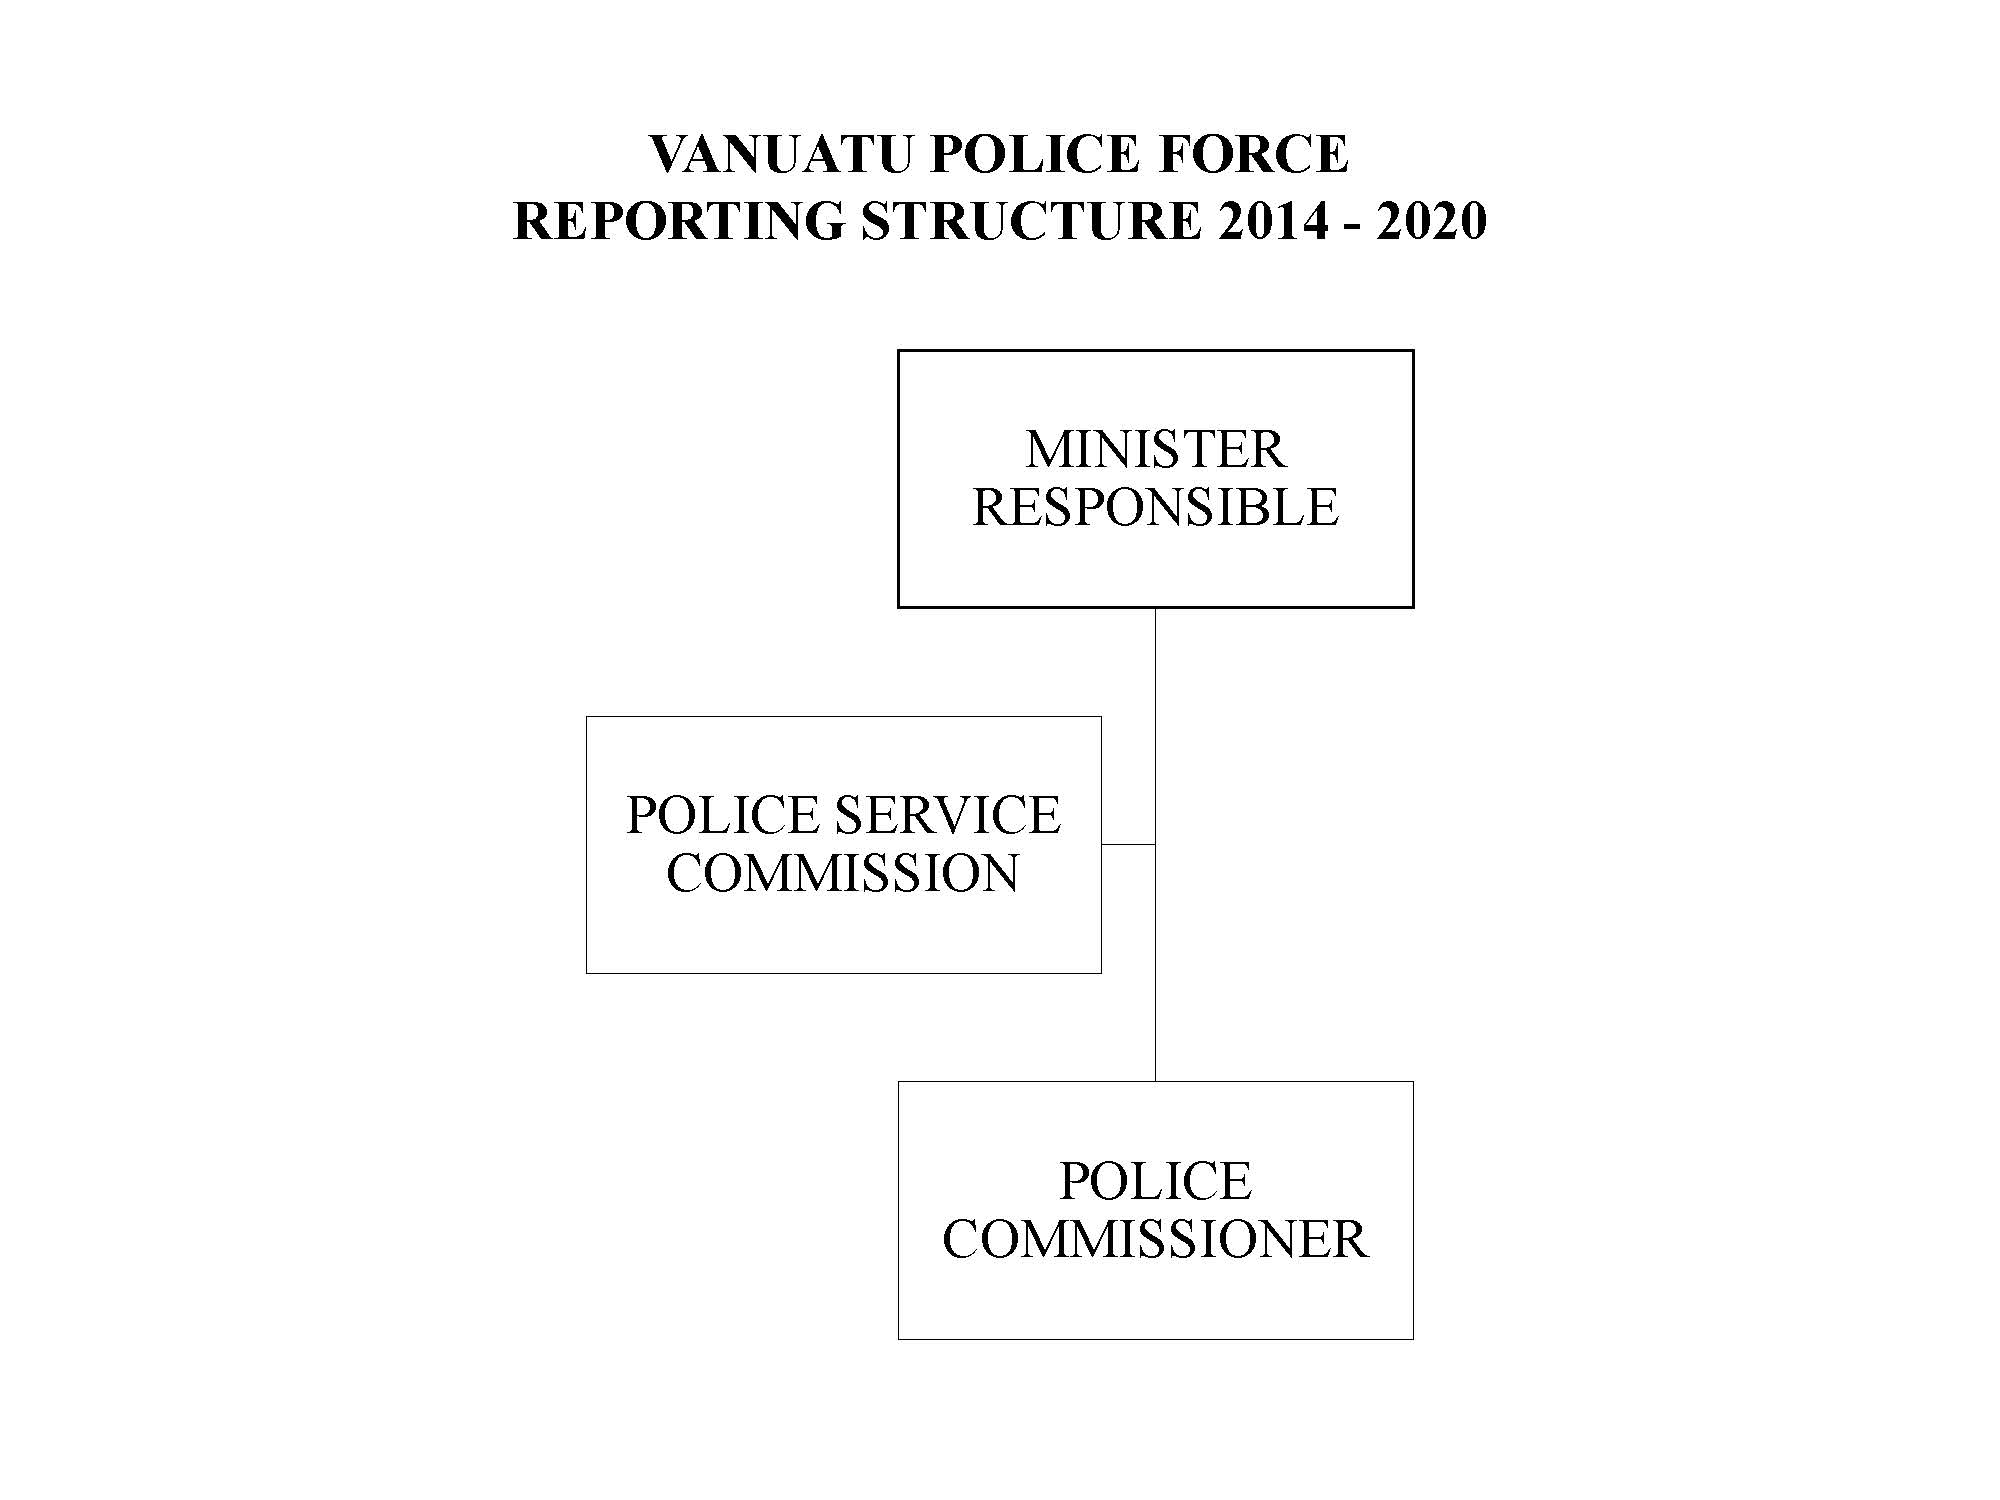 VANUATU POLICE FORCE
REPORTING STRUCTURE 2014 - 2020
MINISTER
RESPONSIBLE
POLICE SERVICE
COMMISSION
POLICE
COMMISSIONER